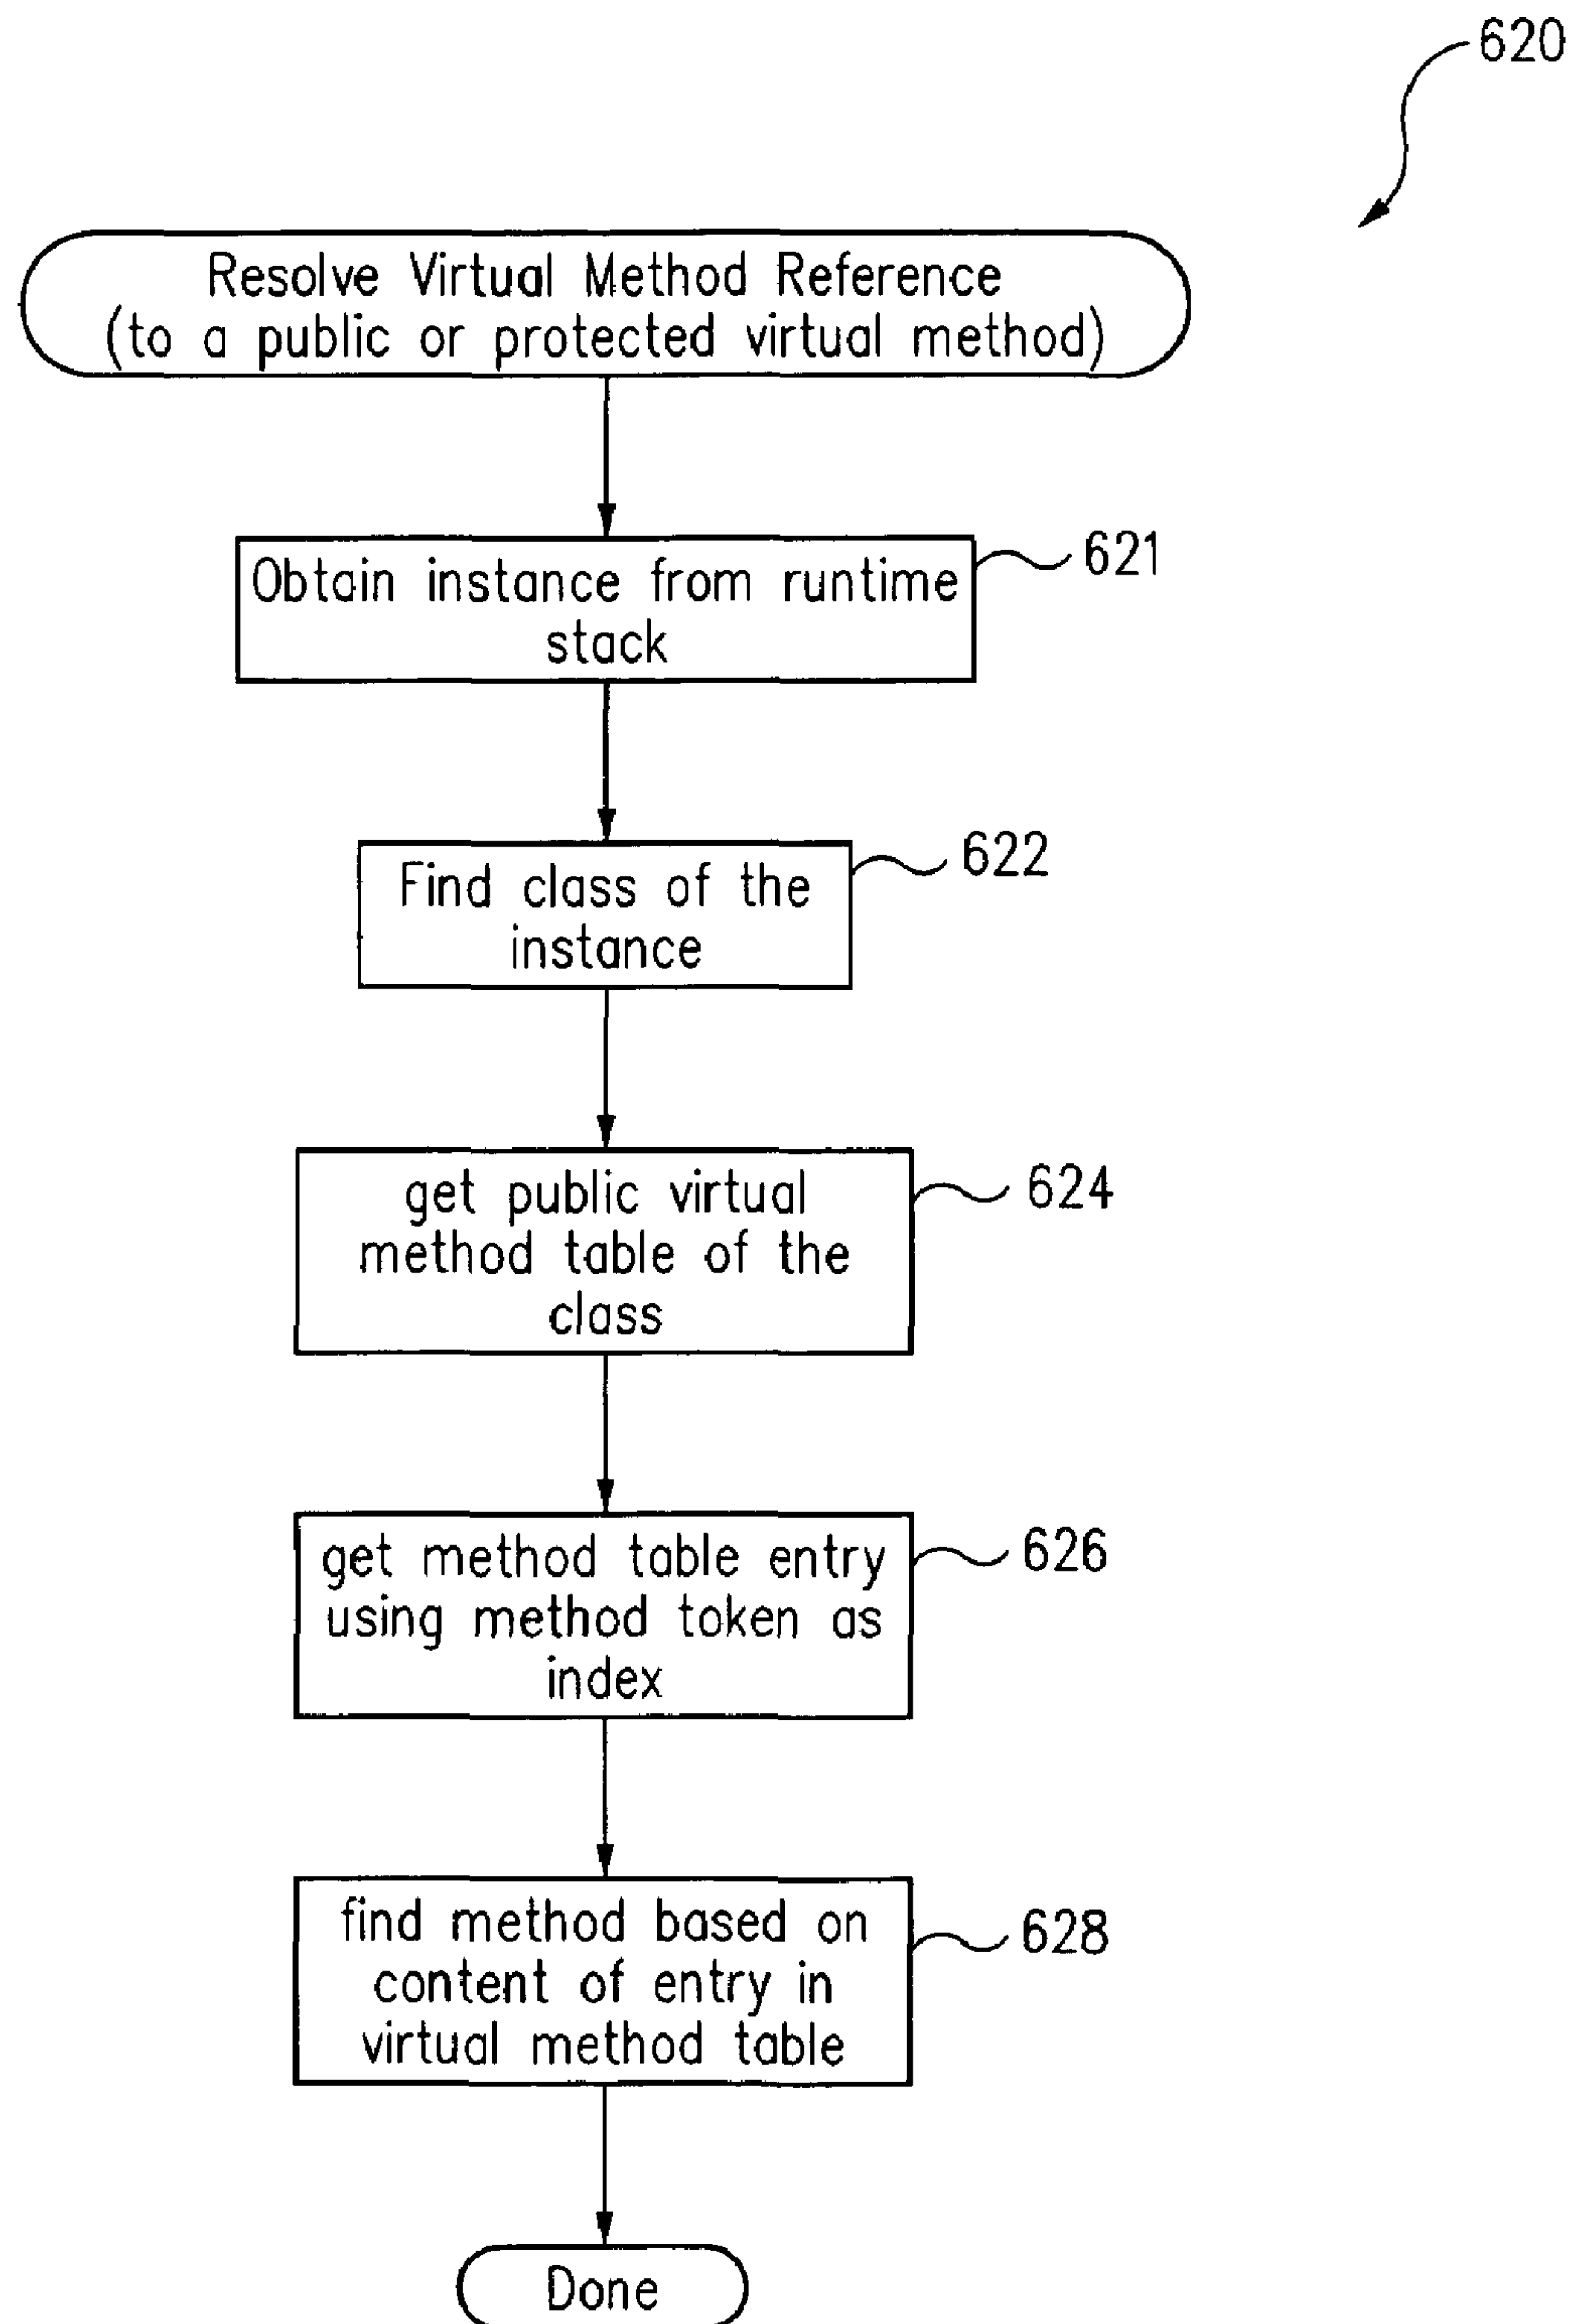 620
Resolve Virtual Method Reference
(to a public or protected virtual method)
Obtain instance from runtime
stack
621
Find class of the
instance
622
get public virtual
method table of the
class
624
get method table entry
using method token as
index
626
find method based on
content of entry in
virtual method table
628
Done